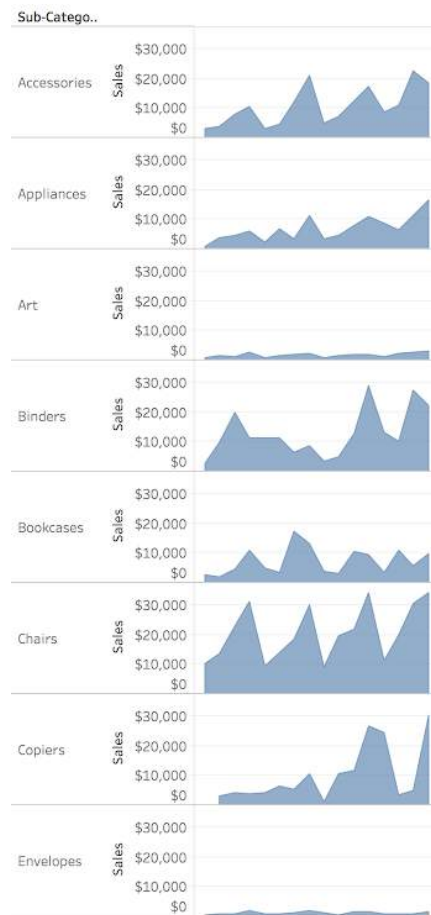 Sub-Catego..
Accessories
Sales
$30,000
$20,000
$10,000
$0
Appliances
Sales
$30,000
$20,000
$10,000
$0
Art
Sales
$30,000
$20,000
$10,000
$0
Binders
Sales
$30,000
$20,000
$10,000
$0
Bookcases
Sales
$30,000
$20,000
$10,000
$0
Chairs
Sales
$30,000
$20,000
$10,000
$0
Copiers
Sales
$30,000
$20,000
$10,000
$0
Envelopes
Sales
$30,000
$20,000
$10,000